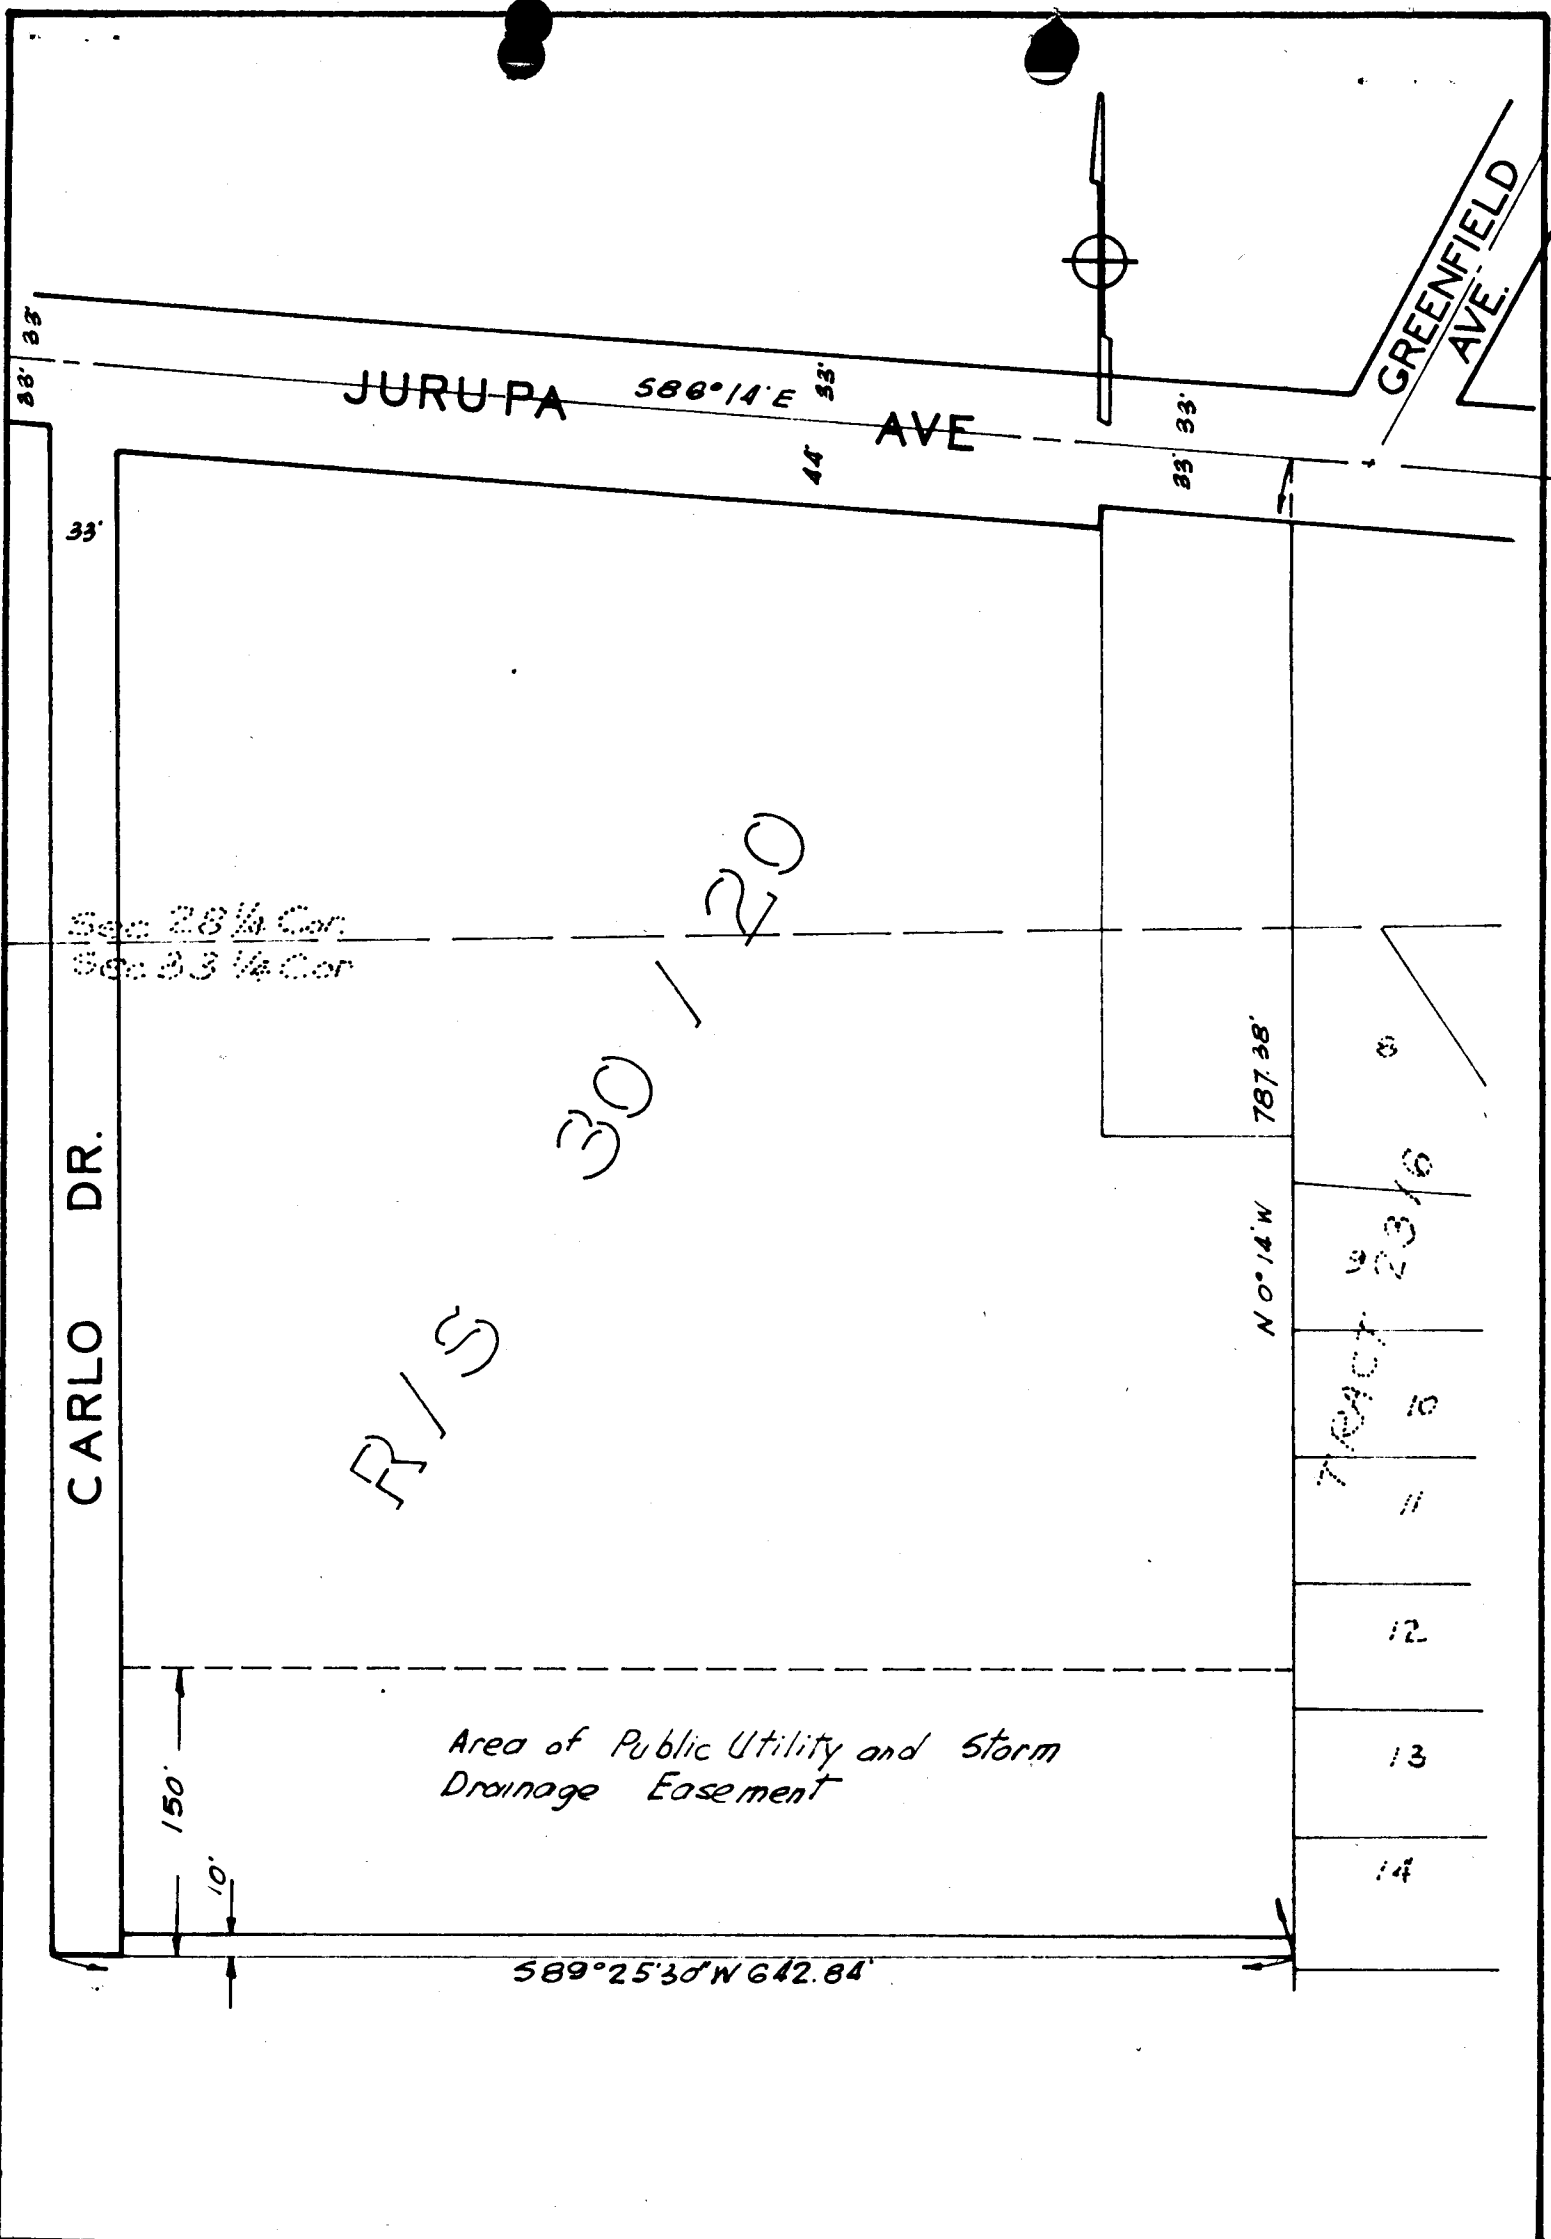 GREENFIELD
AVE.
33'
33'
JURUPA AVE
S86°14'E
33'
44'
33'
33'
33'
Sec 28 1/4 Cor.
Sec 33 1/4 Cor
R/S 30/20
CARLO DR.
787.38'
N 0°14'W
TRACT 2316
8
9
10
11
12
13
14
Area of Public Utility and Storm
Drainage Easement
150'
10'
S89°25'30"W 642.84'